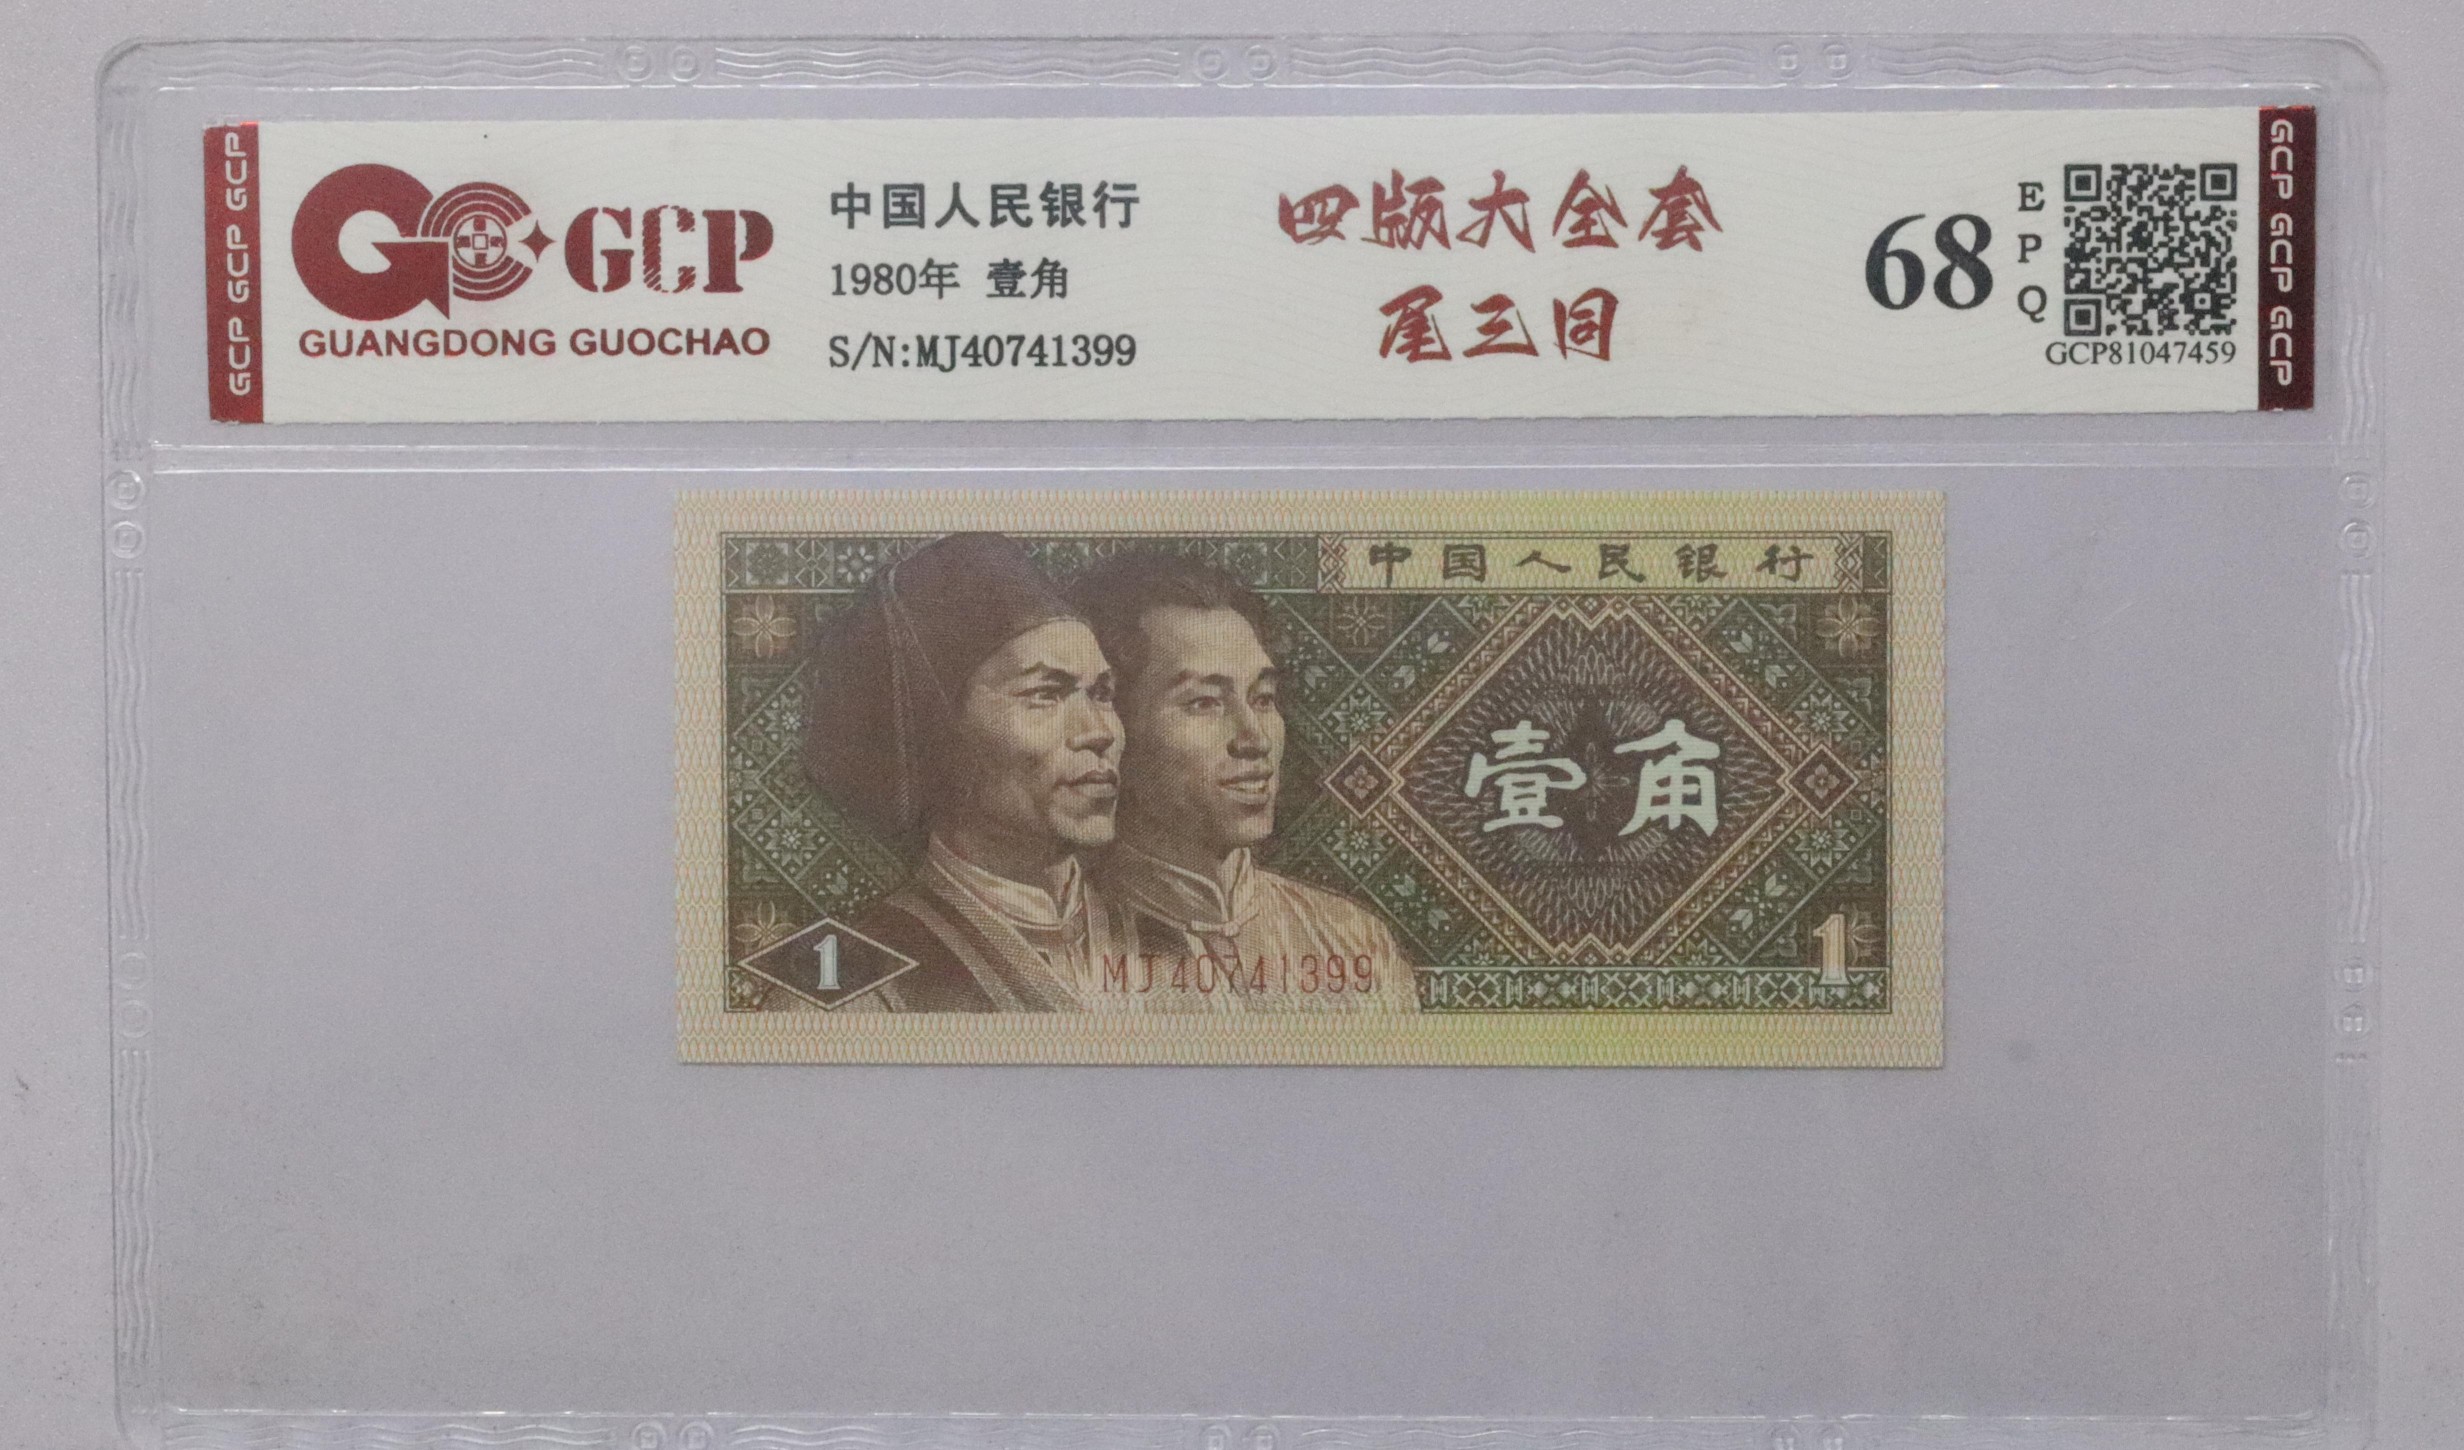 GCP GCP GCP
GCP
GUANGDONG GUOCHAO
中国人民银行
1980年 壹角
S/N:MJ40741399
四版大全套
尾三同
68
E
P
Q
GCP81047459
GCP GCP GCP
中国人民银行
壹角
1
MJ40741399
1